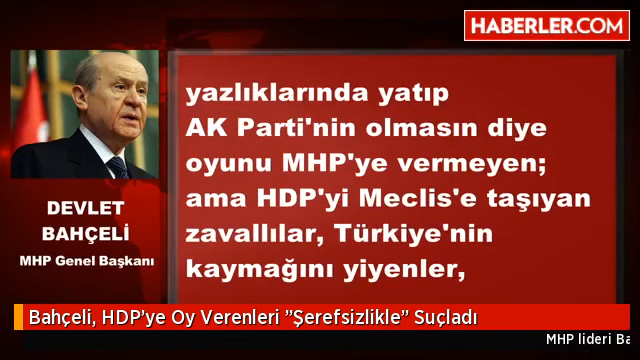 HABERLER.COM
yazlıklarında yatıp
AK Parti'nin olmasın diye
oyunu MHP'ye vermeyen;
ama HDP'yi Meclis'e taşıyan
zavallılar, Türkiye'nin
kaymağını yiyenler,
DEVLET
BAHÇELİ
MHP Genel Başkanı
Bahçeli, HDP’ye Oy Verenleri ”Şerefsizlikle” Suçladı
MHP lideri Ba